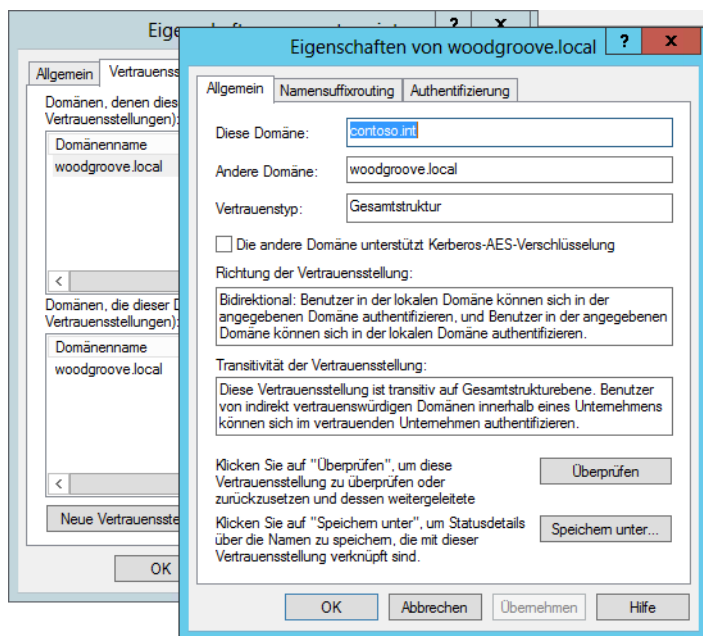 Eige
? x
Allgemein
Vertrauenss
Domänen, denen dies
Vertrauensstellungen):
Domänenname
woodgroove.local
<
Domänen, die dieser D
Vertrauensstellungen):
Domänenname
woodgroove.local
<
Neue Vertrauensste
OK
Eigenschaften von woodgroove.local
? x
Allgemein
Namensuffixrouting
Authentifizierung
Diese Domäne:
contoso.int
Andere Domäne:
woodgroove.local
Vertrauenstyp:
Gesamtstruktur
Die andere Domäne unterstützt Kerberos-AES-Verschlüsselung
Richtung der Vertrauensstellung:
Bidirektional: Benutzer in der lokalen Domäne können sich in der
angegebenen Domäne authentifizieren, und Benutzer in der angegebenen
Domäne können sich in der lokalen Domäne authentifizieren.
Transitivität der Vertrauensstellung:
Diese Vertrauensstellung ist transitiv auf Gesamtstrukturebene. Benutzer
von indirekt vertrauenswürdigen Domänen innerhalb eines Unternehmens
können sich im vertrauenden Unternehmen authentifizieren.
Klicken Sie auf "Überprüfen", um diese
Vertrauensstellung zu überprüfen oder
zurückzusetzen und dessen weitergeleitete
Überprüfen
Klicken Sie auf "Speichern unter", um Statusdetails
über die Namen zu speichern, die mit dieser
Vertrauensstellung verknüpft sind.
Speichern unter...
OK
Abbrechen
Übernehmen
Hilfe